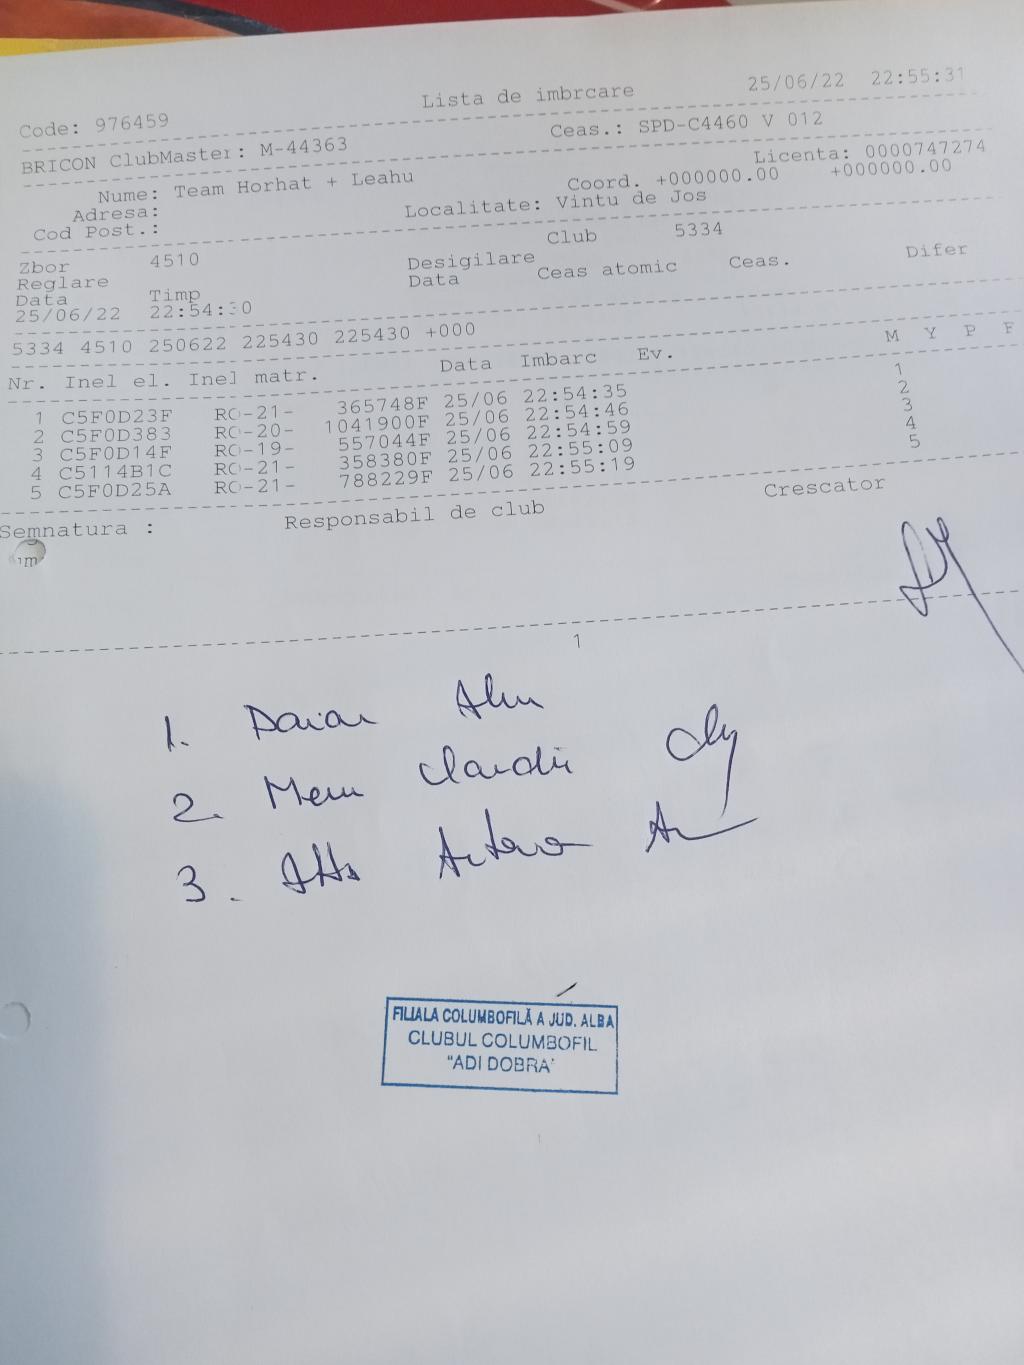 Lista de imbrcare 25/06/22 22:55:31
Code: 976459
BRICON ClubMaster: M-44363 Ceas.: SPD-C4460 V 012
Licenta: 0000747274
Nume: Team Horhat + Leahu Coord. +000000.00 +000000.00
Adresa: Localitate: Vintu de Jos
Cod Post.:
Club 5334
Zbor 4510 Desigilare
Reglare Data Ceas atomic Ceas. Difer
Data Timp
25/06/22 22:54:30
5334 4510 250622 225430 225430 +000
Nr. Inel el. Inel matr. Data Imbarc Ev. M Y P F
1 C5F0D23F RO-21- 365748F 25/06 22:54:35 1
2 C5F0D383 RO-20- 1041900F 25/06 22:54:46 2
3 C5F0D14F RO-19- 557044F 25/06 22:54:59 3
4 C5114B1C RO-21- 358380F 25/06 22:55:09 4
5 C5F0D25A RO-21- 788229F 25/06 22:55:19 5
Semnatura : Responsabil de club Crescator
1
1. Daian
2. Claudiu
3.
FILIALA COLUMBOFILĂ A JUD. ALBA
CLUBUL COLUMBOFIL
"ADI DOBRA"